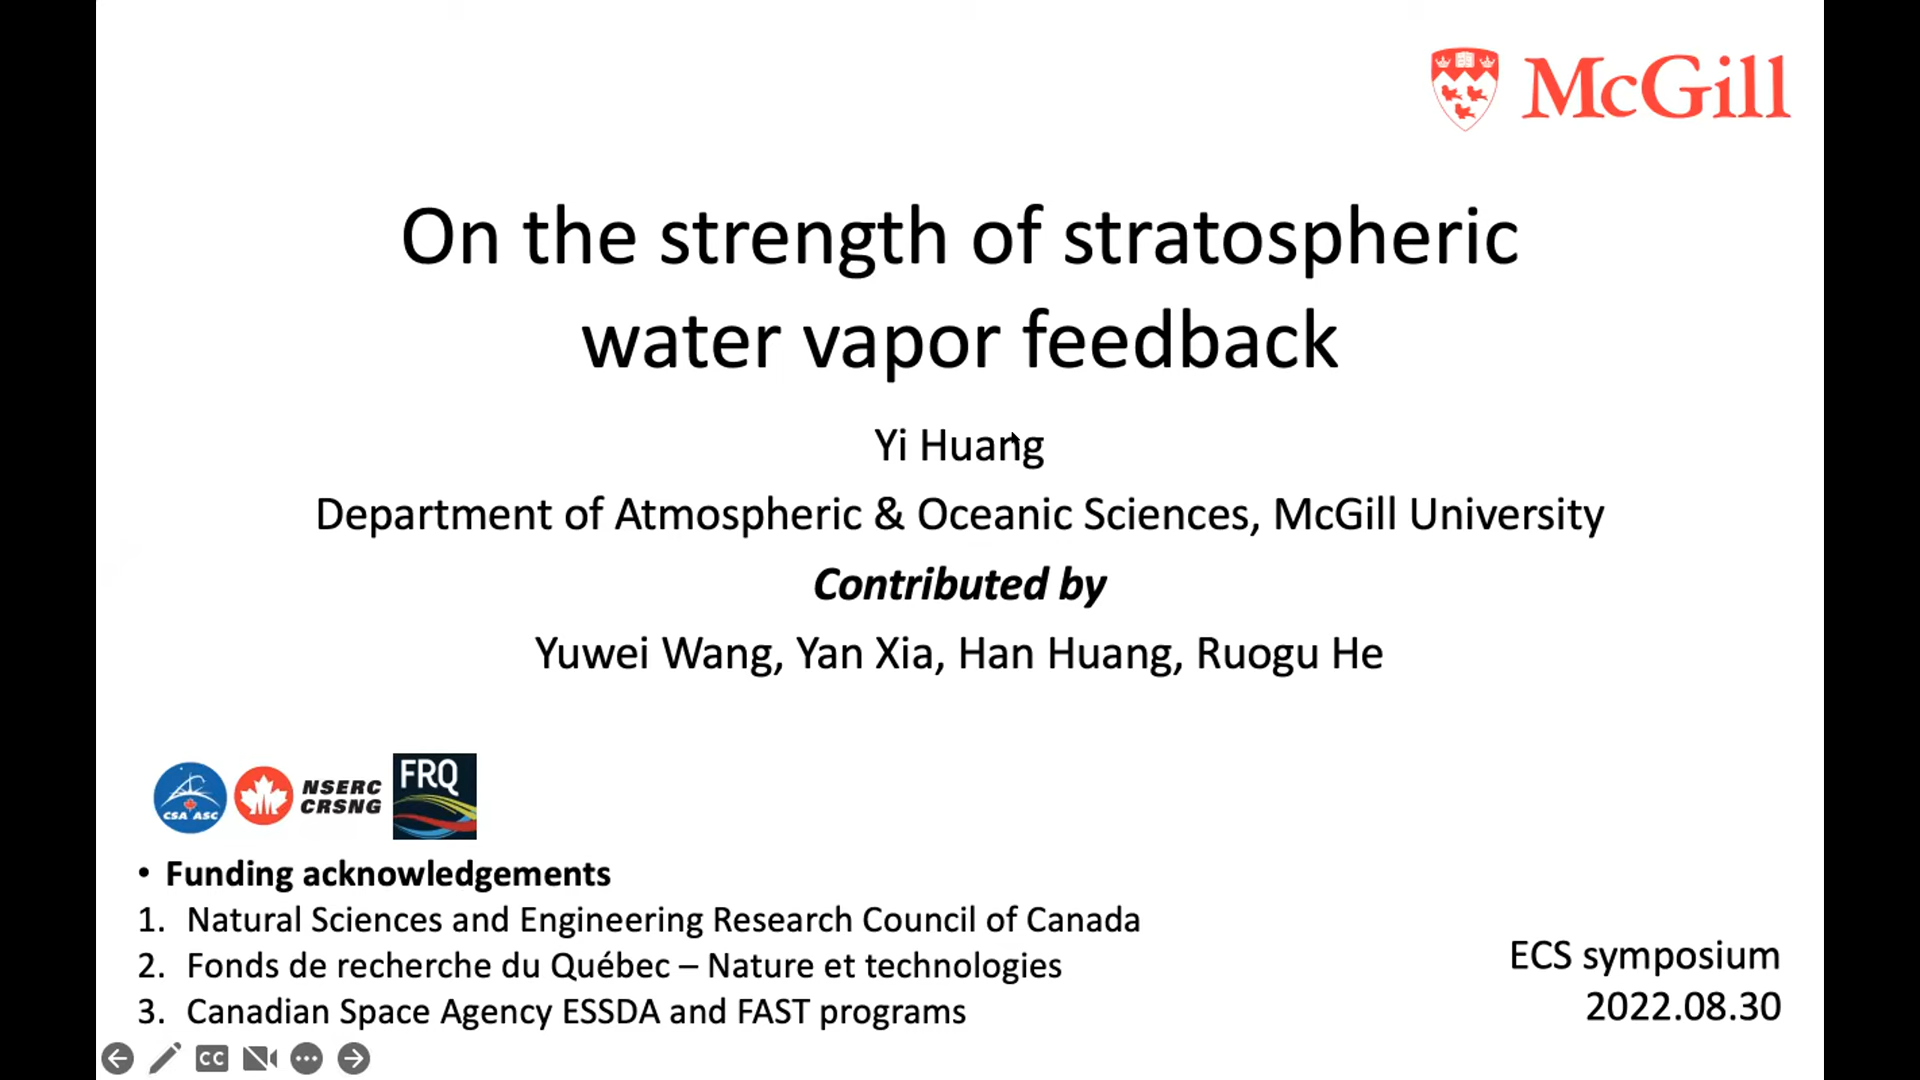 McGill
On the strength of stratospheric
water vapor feedback
Yi Huang
Department of Atmospheric & Oceanic Sciences, McGill University
Contributed by
Yuwei Wang, Yan Xia, Han Huang, Ruogu He
CSA ASC
NSERC
CRSNG
FRQ
• Funding acknowledgements
1. Natural Sciences and Engineering Research Council of Canada
2. Fonds de recherche du Québec – Nature et technologies
3. Canadian Space Agency ESSDA and FAST programs
ECS symposium
2022.08.30
CC